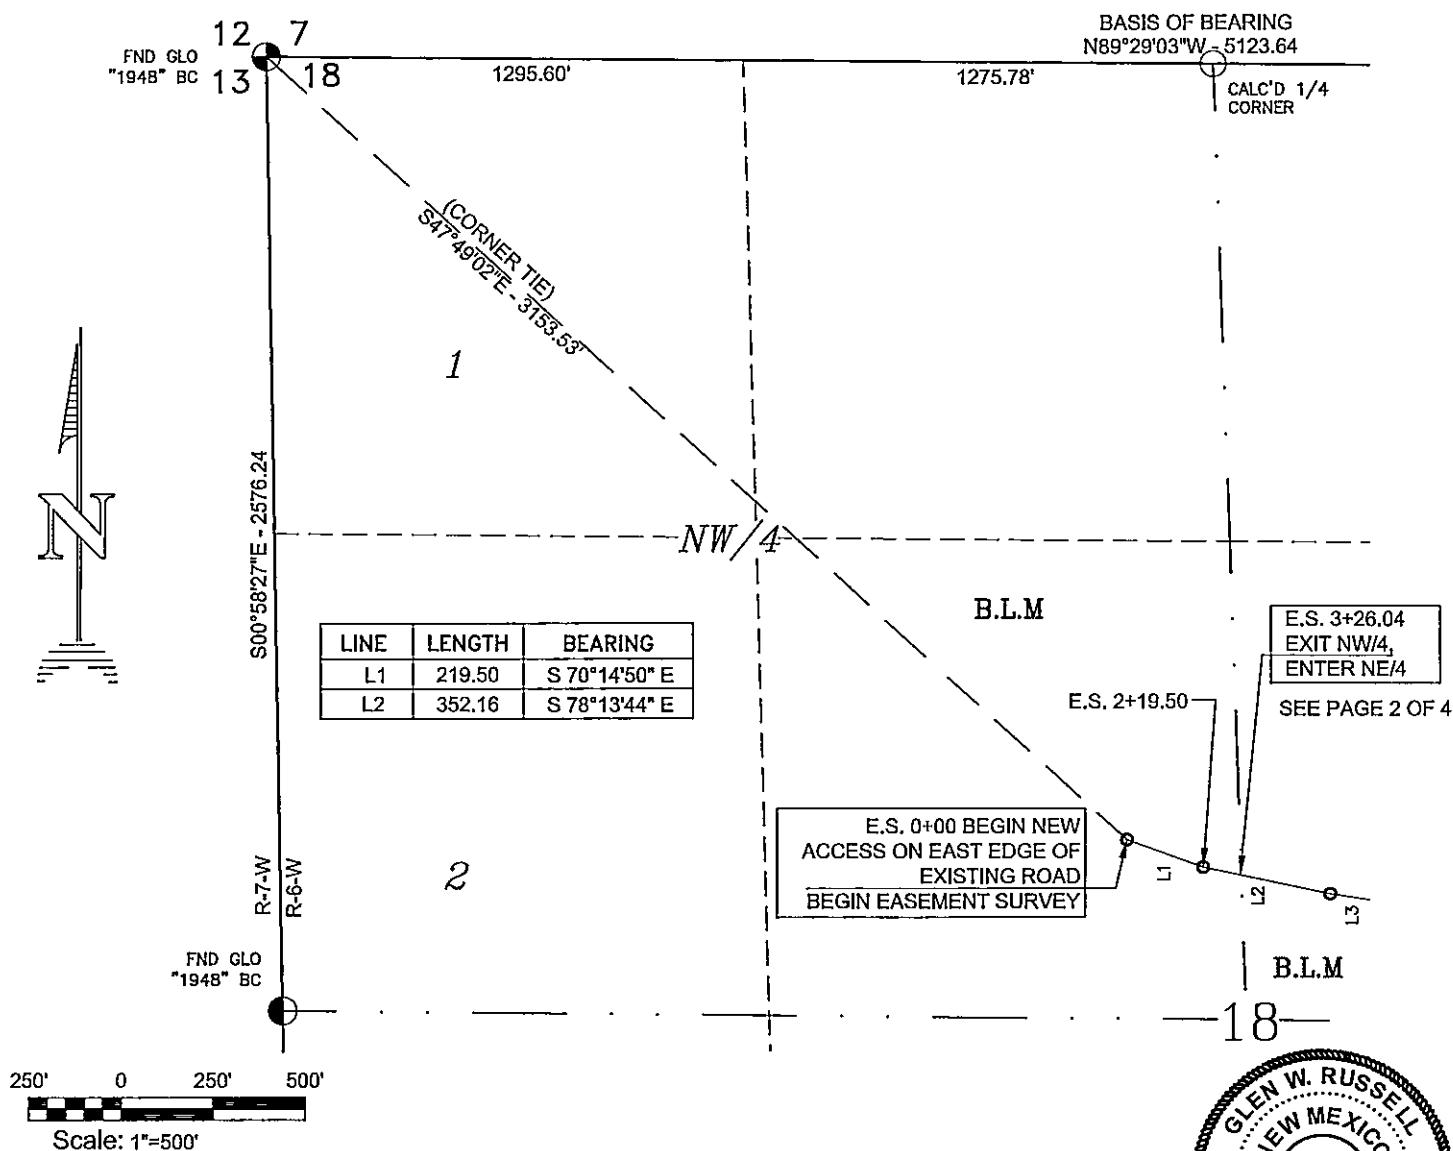 BASIS OF BEARING
N89°29'03"W - 5123.64
12 7
FND GLO
"1948" BC
13 18
1295.60'
1275.78'
CALC'D 1/4
CORNER
(CORNER TIE)
S47°49'02"E - 3153.53'
1
N
S00°58'27"E - 2576.24
NW/4
B.L.M
LINE LENGTH BEARING
L1 219.50 S 70°14'50" E
L2 352.16 S 78°13'44" E
E.S. 3+26.04
EXIT NW/4,
ENTER NE/4
E.S. 2+19.50
SEE PAGE 2 OF 4
E.S. 0+00 BEGIN NEW
ACCESS ON EAST EDGE OF
EXISTING ROAD
BEGIN EASEMENT SURVEY
L1
L2
L3
2
R-7-W
R-6-W
FND GLO
"1948" BC
B.L.M
18
250' 0 250' 500'
Scale: 1"=500'
GLEN W. RUSSELL
NEW MEXICO